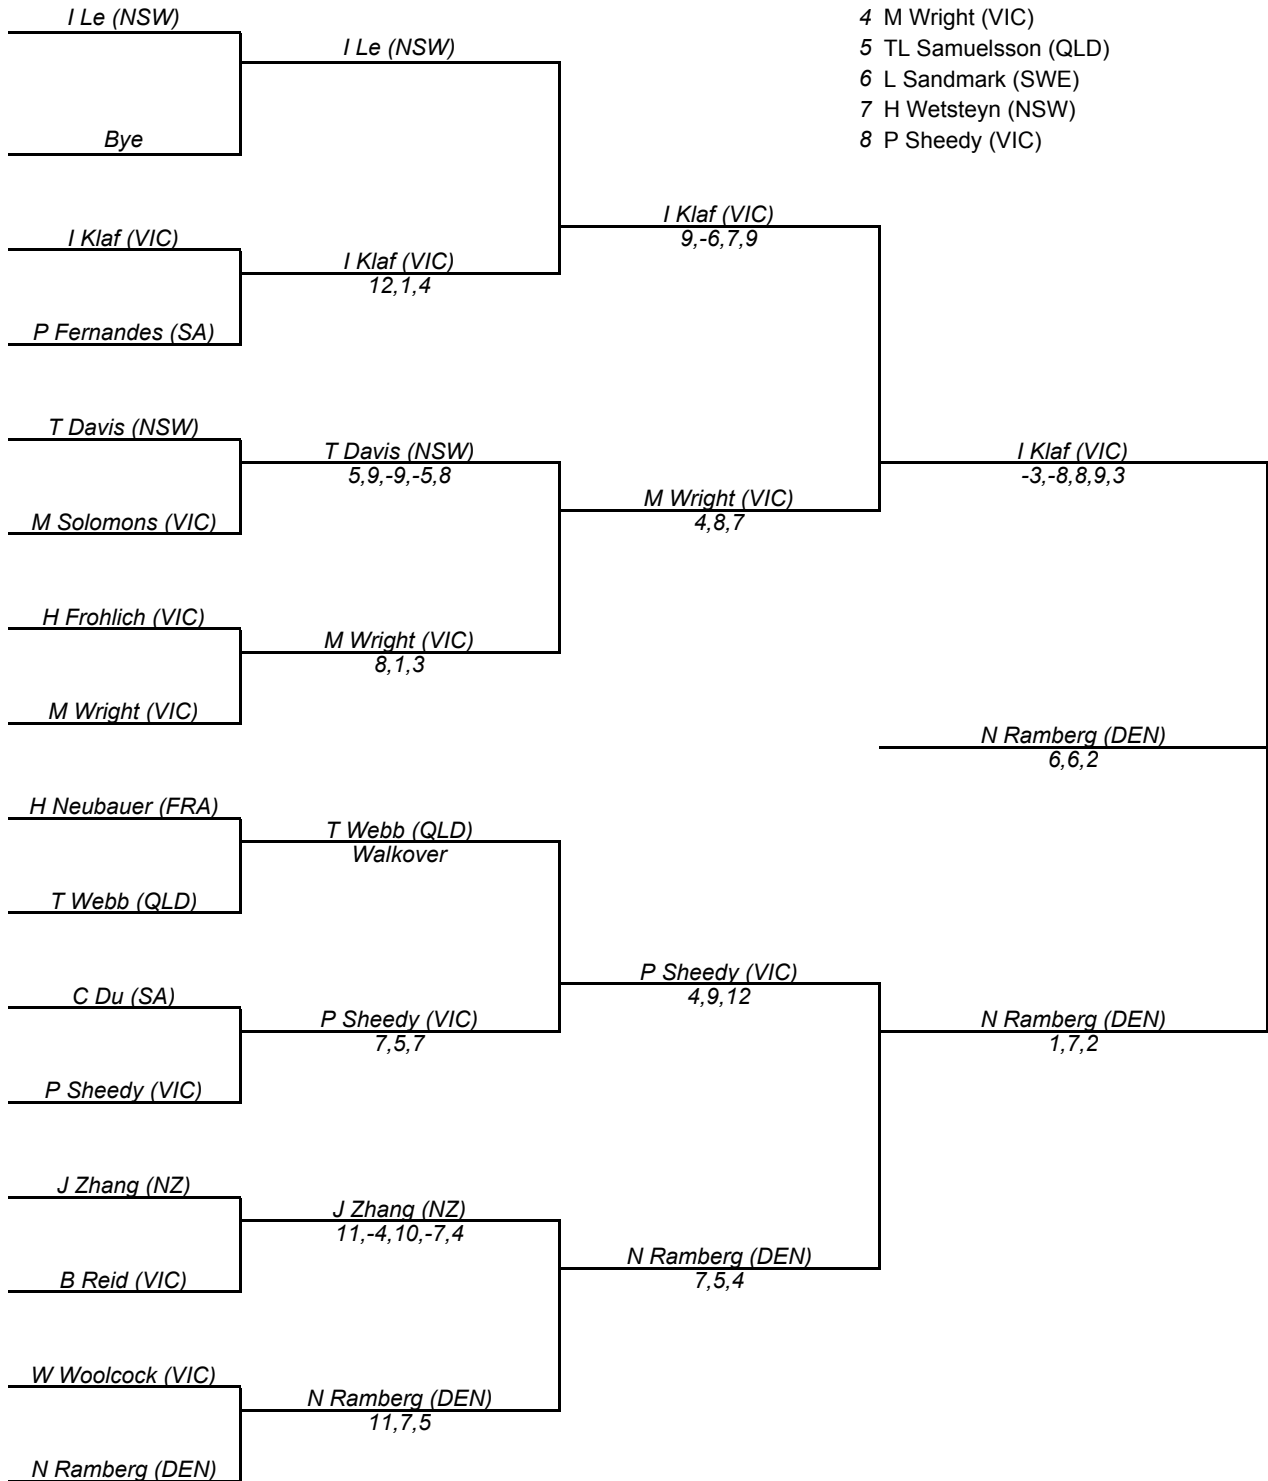 I Le (NSW)
Bye
I Klaf (VIC)
P Fernandes (SA)
T Davis (NSW)
M Solomons (VIC)
H Frohlich (VIC)
M Wright (VIC)
H Neubauer (FRA)
T Webb (QLD)
C Du (SA)
P Sheedy (VIC)
J Zhang (NZ)
B Reid (VIC)
W Woolcock (VIC)
N Ramberg (DEN)
I Le (NSW)
I Klaf (VIC)
12,1,4
T Davis (NSW)
5,9,-9,-5,8
M Wright (VIC)
8,1,3
T Webb (QLD)
Walkover
P Sheedy (VIC)
7,5,7
J Zhang (NZ)
11,-4,10,-7,4
N Ramberg (DEN)
11,7,5
I Klaf (VIC)
9,-6,7,9
M Wright (VIC)
4,8,7
P Sheedy (VIC)
4,9,12
N Ramberg (DEN)
7,5,4
4 M Wright (VIC)
5 TL Samuelsson (QLD)
6 L Sandmark (SWE)
7 H Wetsteyn (NSW)
8 P Sheedy (VIC)
I Klaf (VIC)
-3,-8,8,9,3
N Ramberg (DEN)
6,6,2
N Ramberg (DEN)
1,7,2